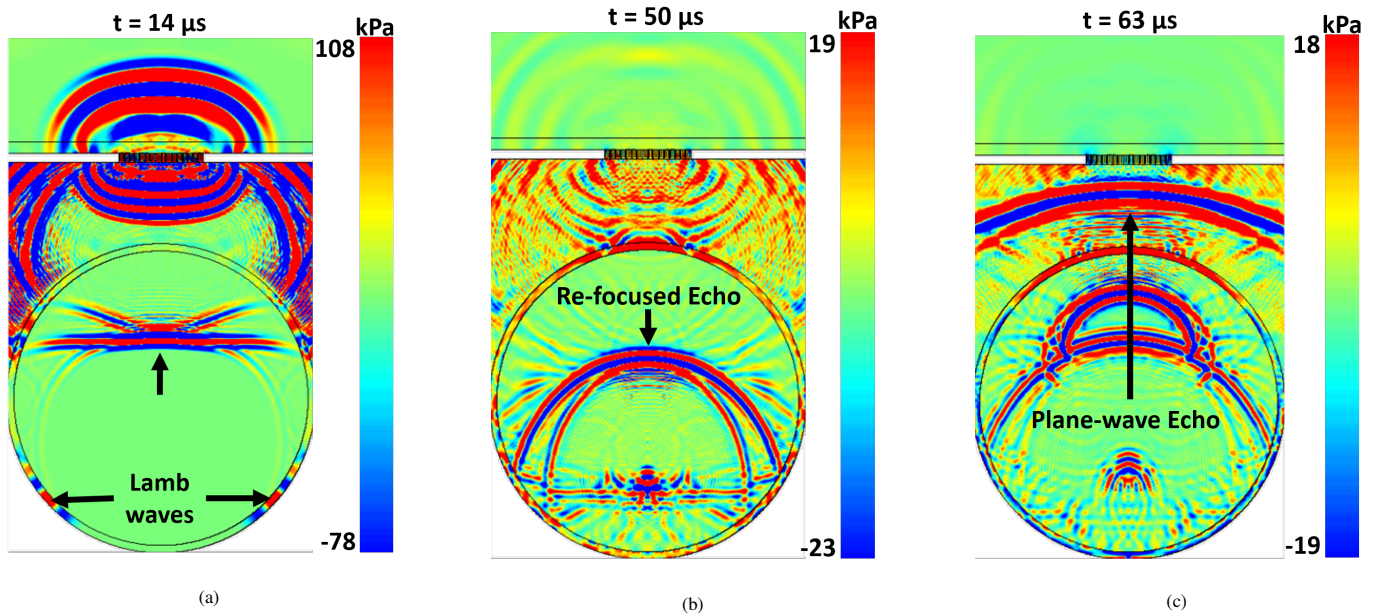 t = 14 µs
kPa
108
-78
Lamb
waves
(a)
t = 50 µs
kPa
19
-23
Re-focused Echo
(b)
t = 63 µs
kPa
18
-19
Plane-wave Echo
(c)